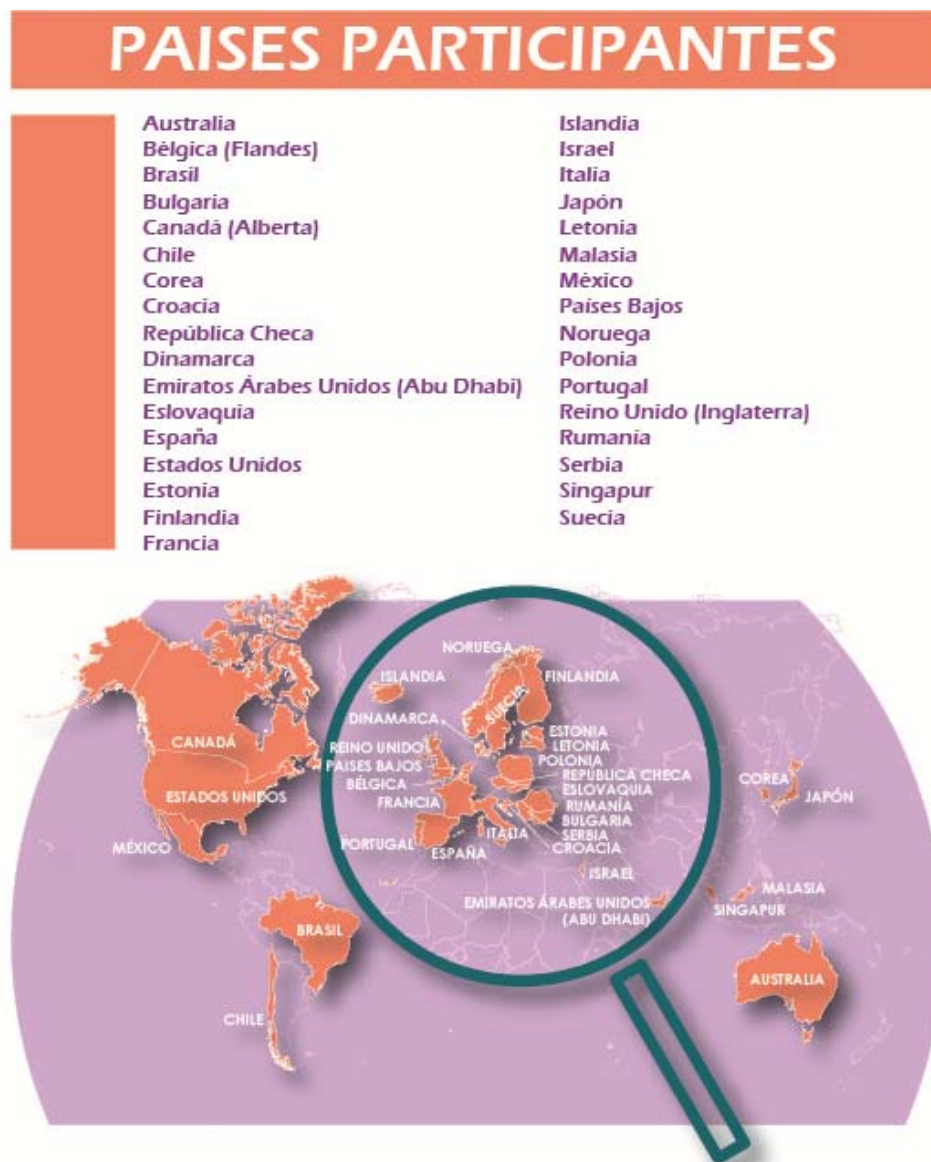 PAISES PARTICIPANTES
Australia
Bélgica (Flandes)
Brasil
Bulgaria
Canadá (Alberta)
Chile
Corea
Croacia
República Checa
Dinamarca
Emiratos Árabes Unidos (Abu Dhabi)
Eslovaquia
España
Estados Unidos
Estonia
Finlandia
Francia
Islandia
Israel
Italia
Japón
Letonia
Malasia
México
Países Bajos
Noruega
Polonia
Portugal
Reino Unido (Inglaterra)
Rumanía
Serbia
Singapur
Suecia
NORUEGA
ISLANDIA
FINLANDIA
SUECIA
DINAMARCA
ESTONIA
LETONIA
REINO UNIDO
POLONIA
PAISES BAJOS
REPÚBLICA CHECA
BÉLGICA
ESLOVAQUIA
FRANCIA
RUMANÍA
BULGARIA
ITALIA
SERBIA
PORTUGAL
CROACIA
ESPAÑA
ISRAEL
EMIRATOS ÁRABES UNIDOS
(ABU DHABI)
CANADÁ
ESTADOS UNIDOS
MÉXICO
BRASIL
CHILE
COREA
JAPÓN
MALASIA
SINGAPUR
AUSTRALIA